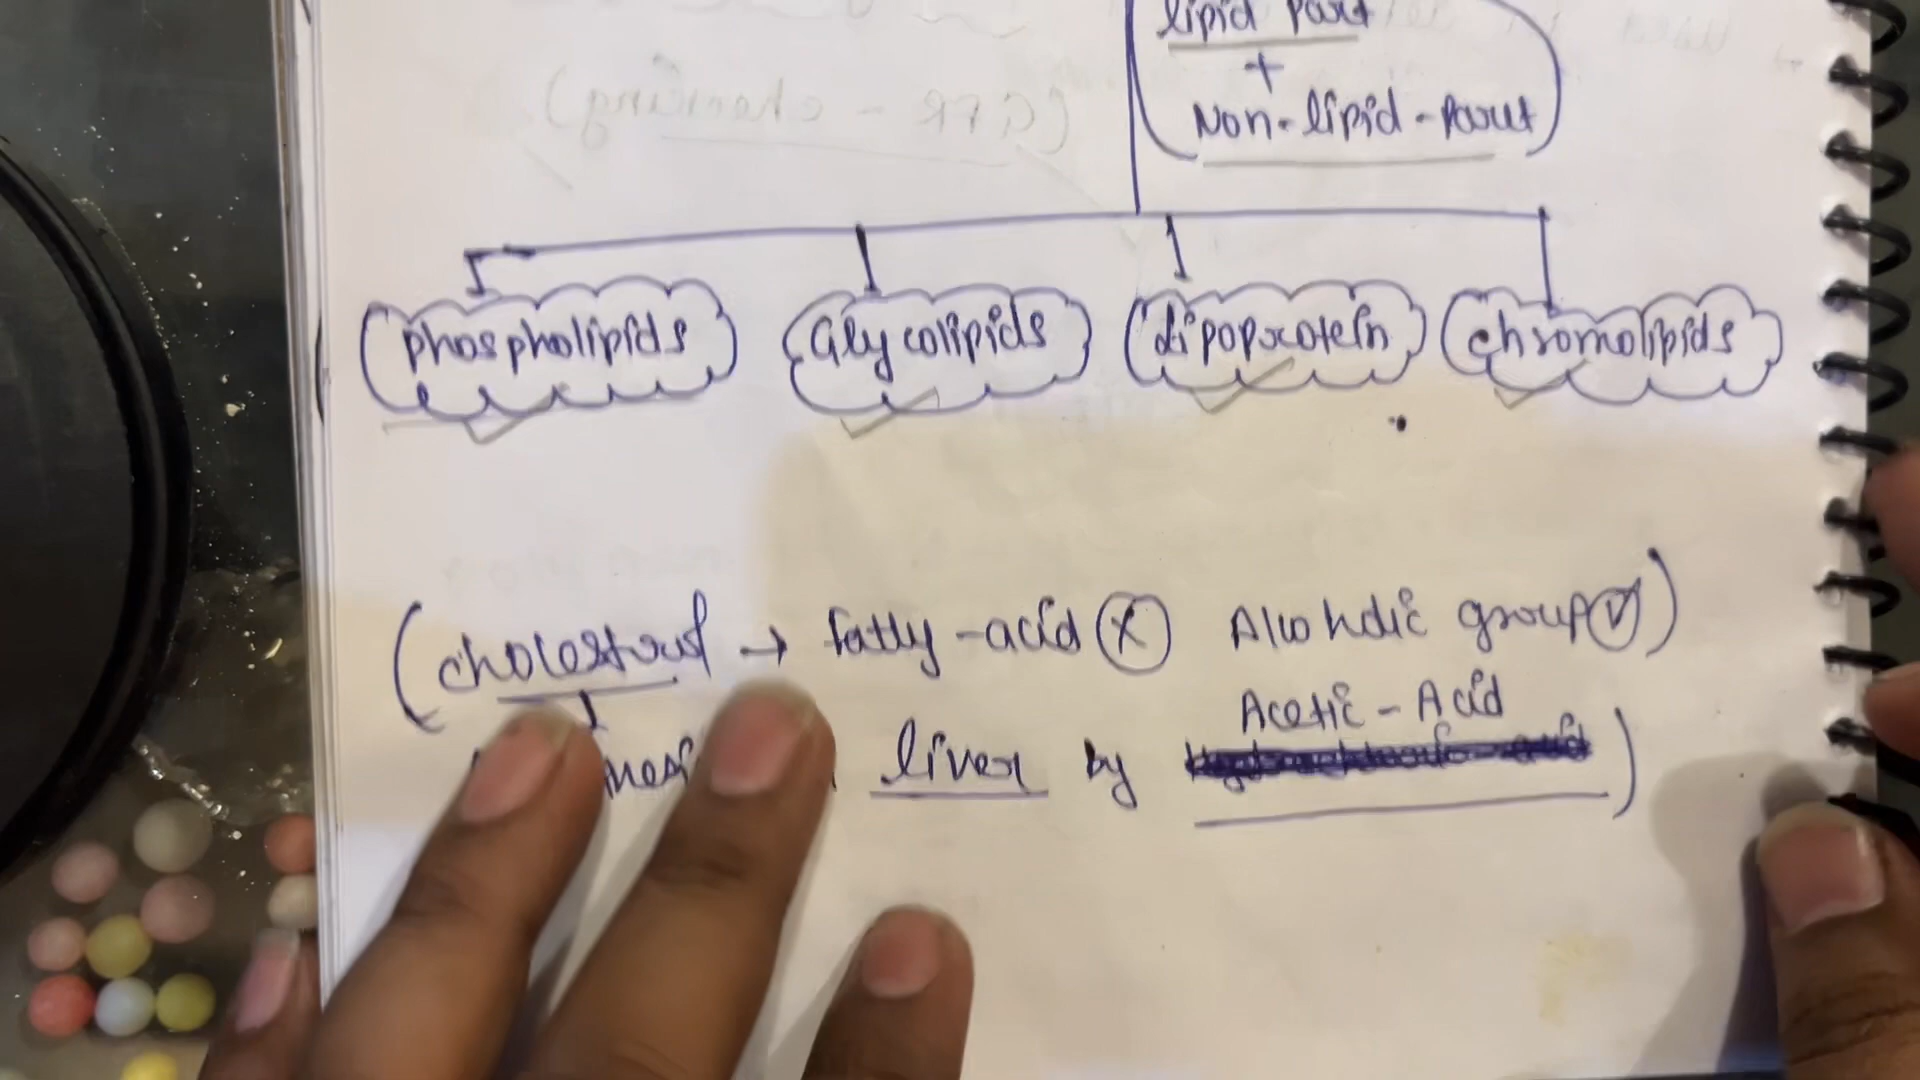 lipid part
+
Non-lipid-Part
Phospholipids Glycolipids Lipoprotein Chromolipids
(cholesterol → fatty-acid (X) Alcoholic group (✓))
Acetic-Acid
liver by )